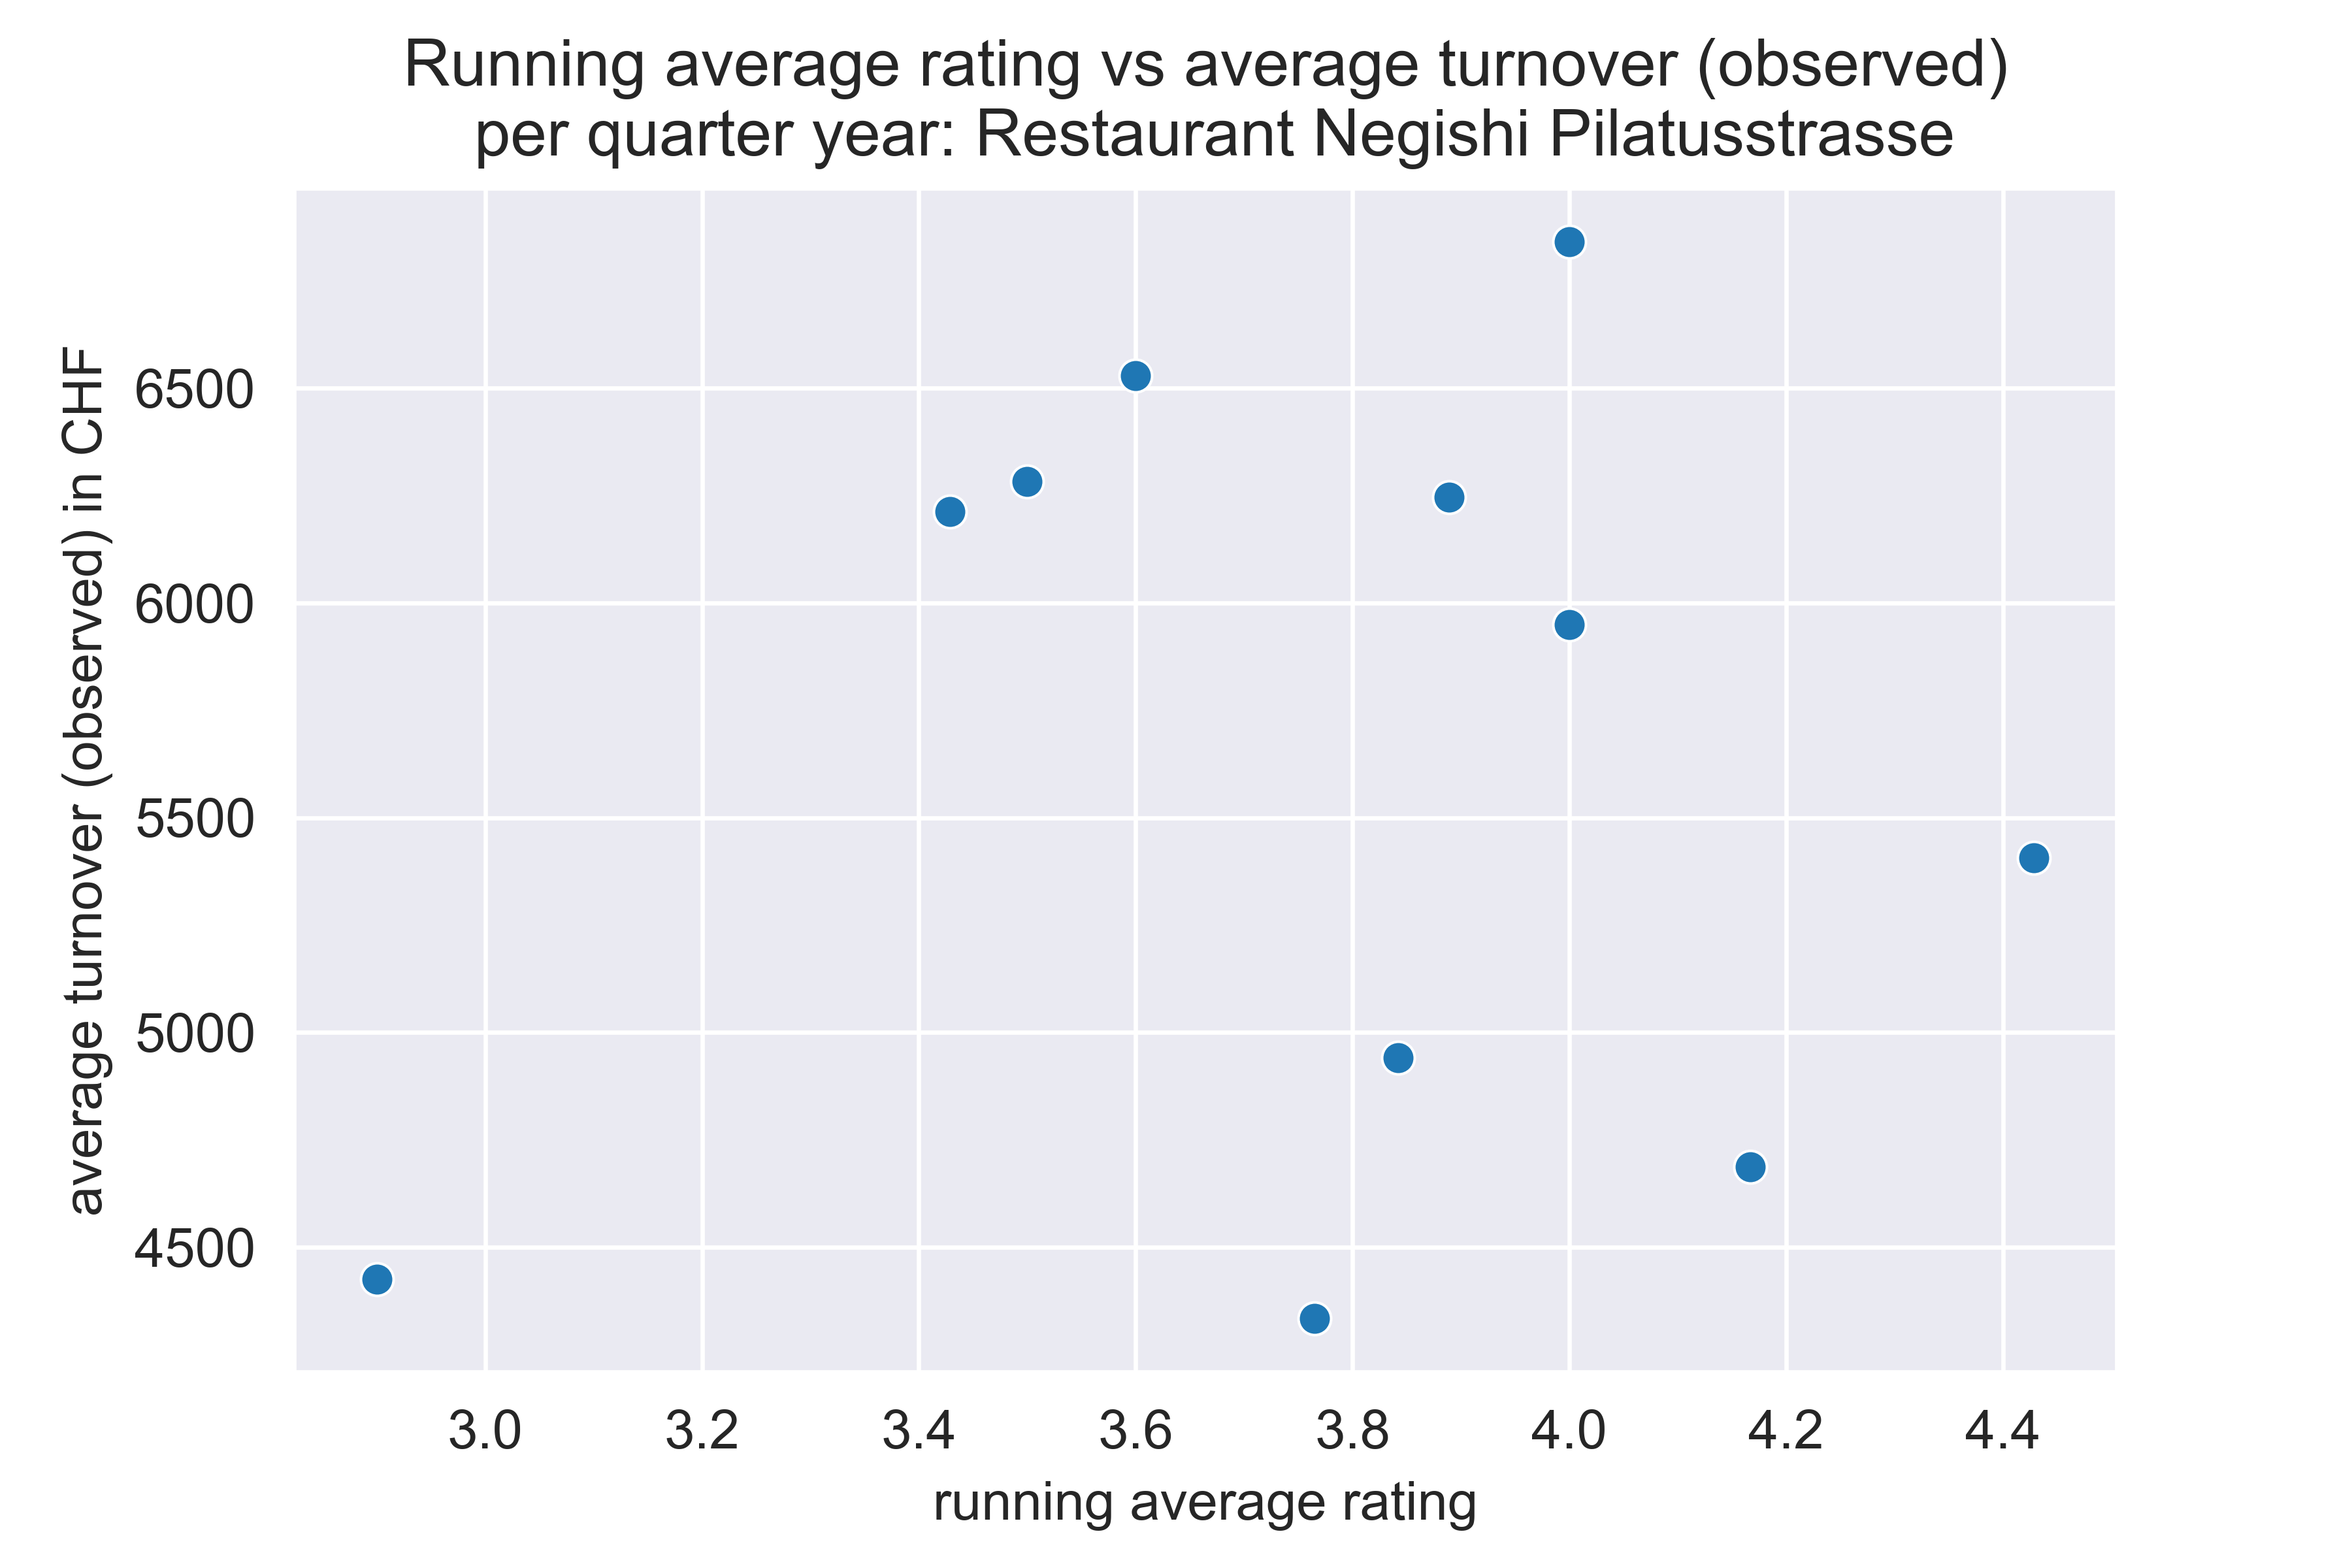 Running average rating vs average turnover (observed)
per quarter year: Restaurant Negishi Pilatusstrasse
average turnover (observed) in CHF
6500
6000
5500
5000
4500
3.0 3.2 3.4 3.6 3.8 4.0 4.2 4.4
running average rating